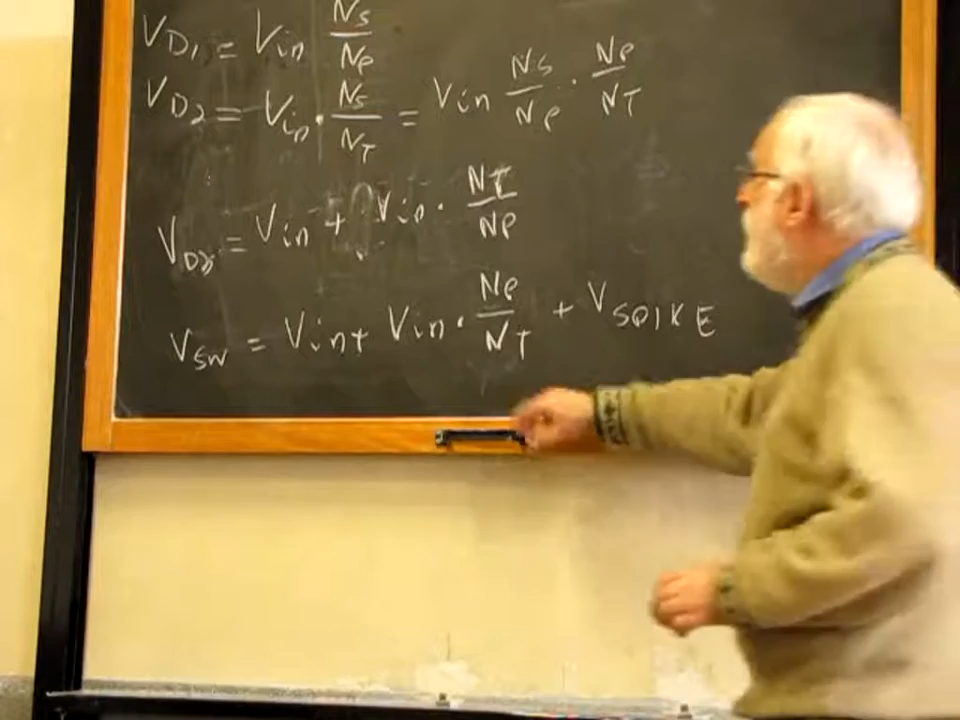 V_D1 = Vin Ns/Np
V_D2 = Vin · Ns/NT = Vin Ns/Np · Np/NT
V_D3 = Vin + Vin · NT/Np
V_SW = Vin + Vin · Np/NT + V_SPIKE